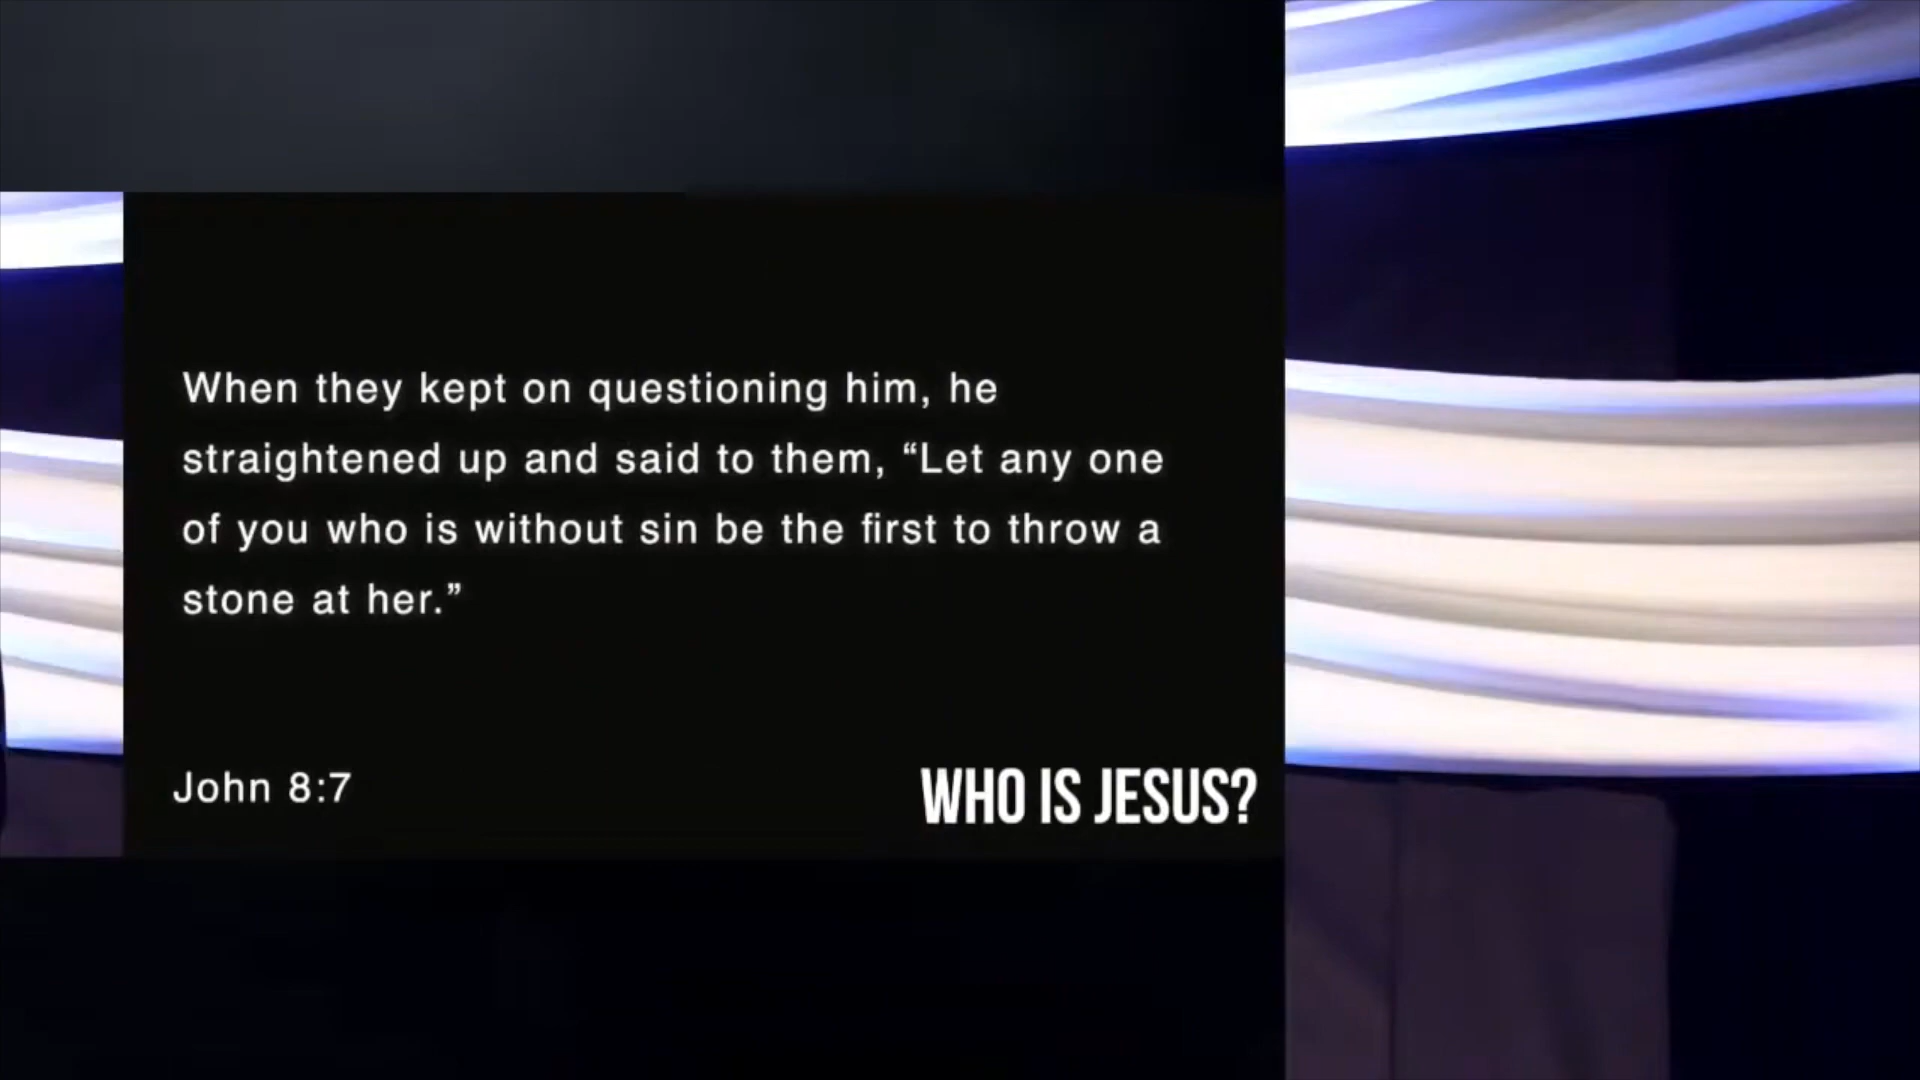 When they kept on questioning him, he
straightened up and said to them, “Let any one
of you who is without sin be the first to throw a
stone at her.”
John 8:7
WHO IS JESUS?